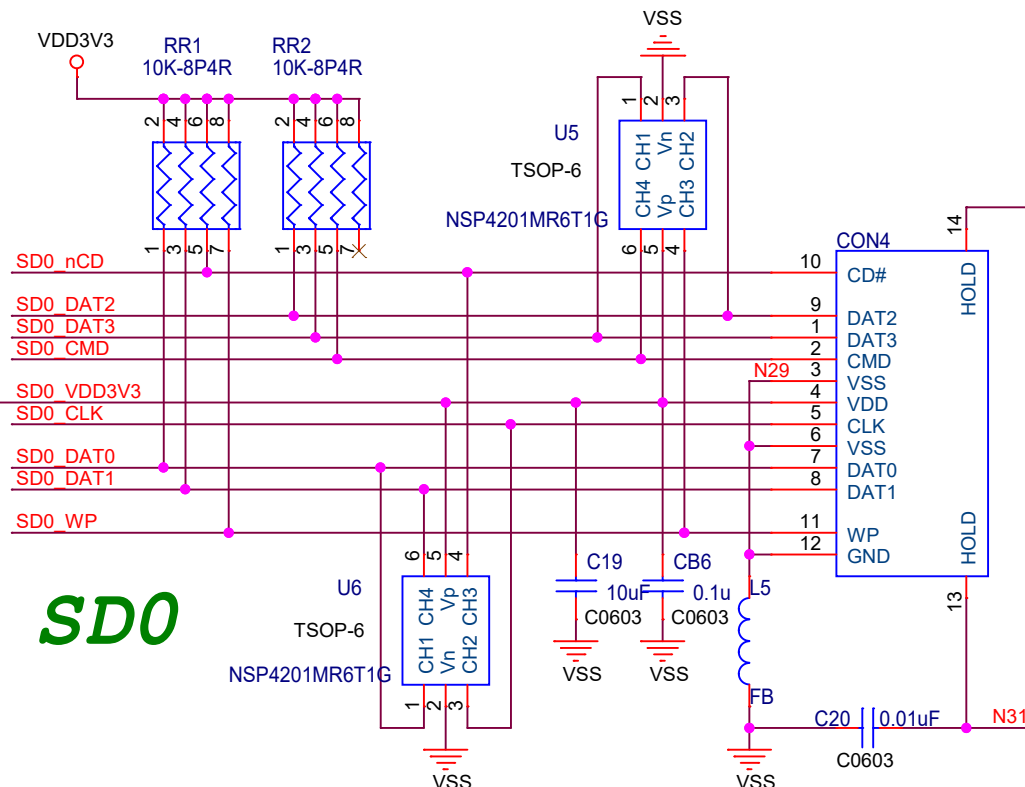 VSS
VDD3V3
RR1
RR2
10K-8P4R
10K-8P4R
2 4 6 8
2 4 6 8
1 3 5 7
1 3 5 7
1 2 3
CH1 Vn CH2
CH4 Vp CH3
6 5 4
U5
TSOP-6
NSP4201MR6T1G
CON4
14
HOLD
SD0_nCD
10 CD#
SD0_DAT2
9 DAT2
SD0_DAT3
1 DAT3
SD0_CMD
2 CMD
N29
3 VSS
SD0_VDD3V3
4 VDD
SD0_CLK
5 CLK
6 VSS
SD0_DAT0
7 DAT0
SD0_DAT1
8 DAT1
SD0_WP
11 WP
12 GND
HOLD
13
6 5 4
CH4 Vp CH3
CH1 Vn CH2
1 2 3
U6
TSOP-6
NSP4201MR6T1G
C19
10uF
C0603
VSS
CB6
0.1u
C0603
VSS
L5
FB
SD0
C20
0.01uF
C0603
N31
VSS
VSS